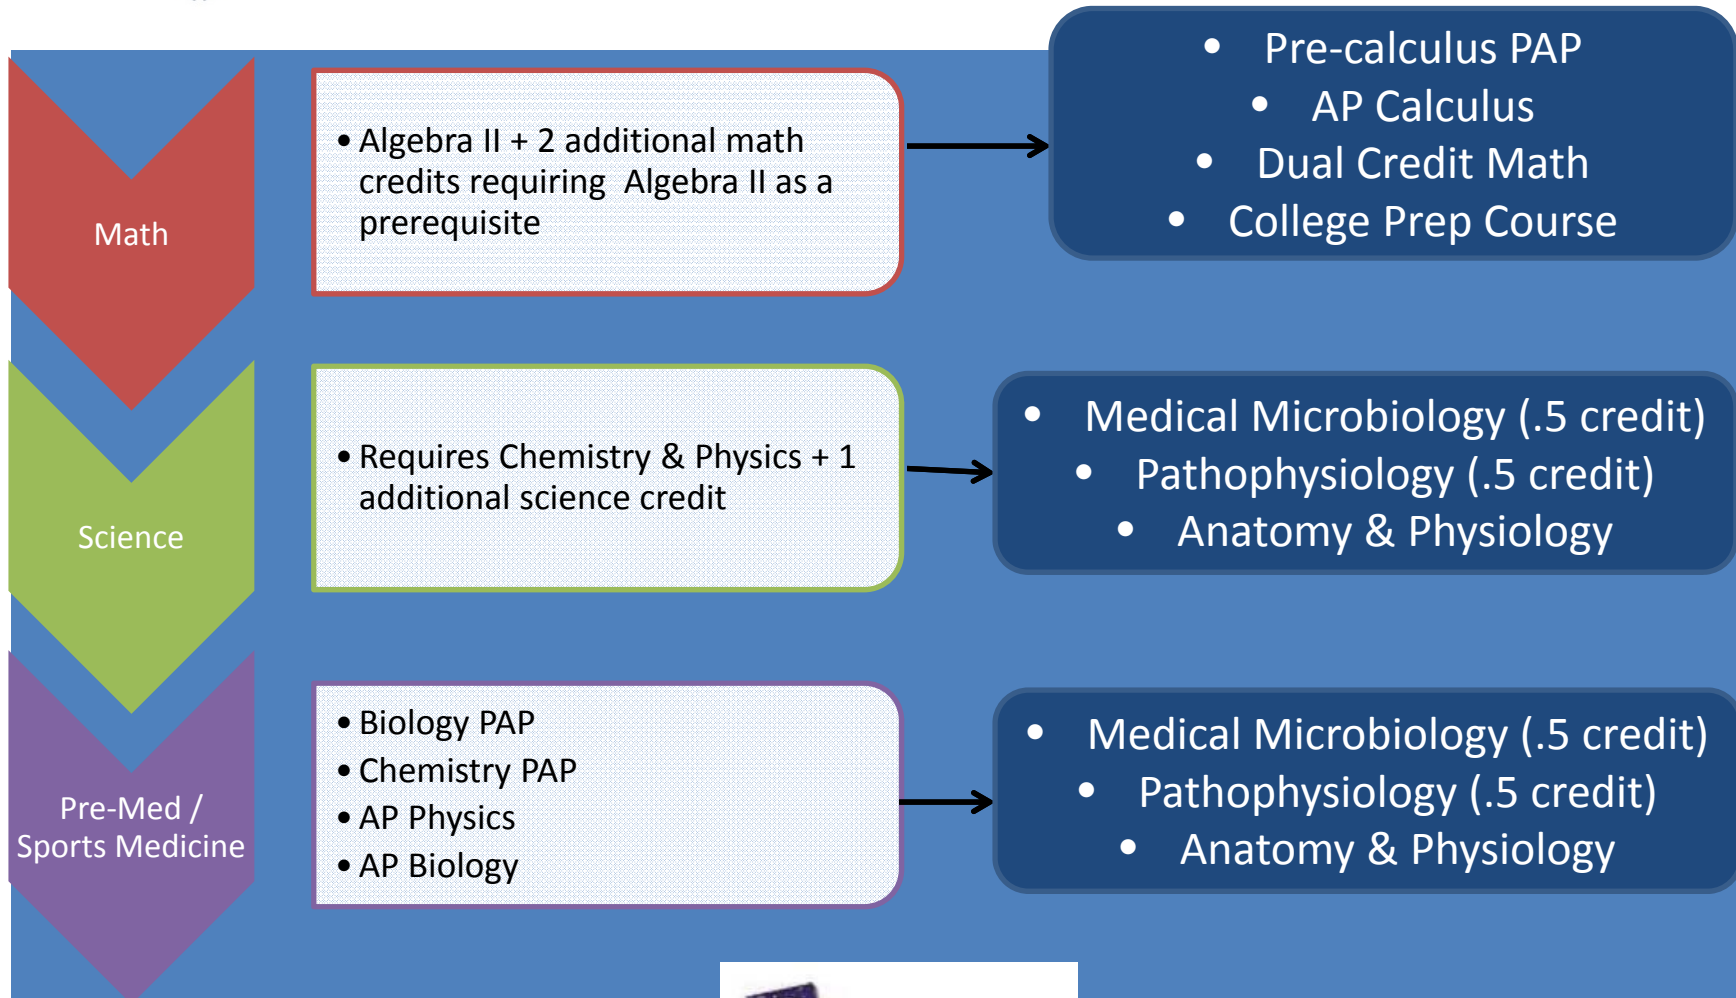 Math
• Algebra II + 2 additional math
credits requiring Algebra II as a
prerequisite
• Pre-calculus PAP
• AP Calculus
• Dual Credit Math
• College Prep Course
Science
• Requires Chemistry & Physics + 1
additional science credit
• Medical Microbiology (.5 credit)
• Pathophysiology (.5 credit)
• Anatomy & Physiology
Pre-Med /
Sports Medicine
• Biology PAP
• Chemistry PAP
• AP Physics
• AP Biology
• Medical Microbiology (.5 credit)
• Pathophysiology (.5 credit)
• Anatomy & Physiology